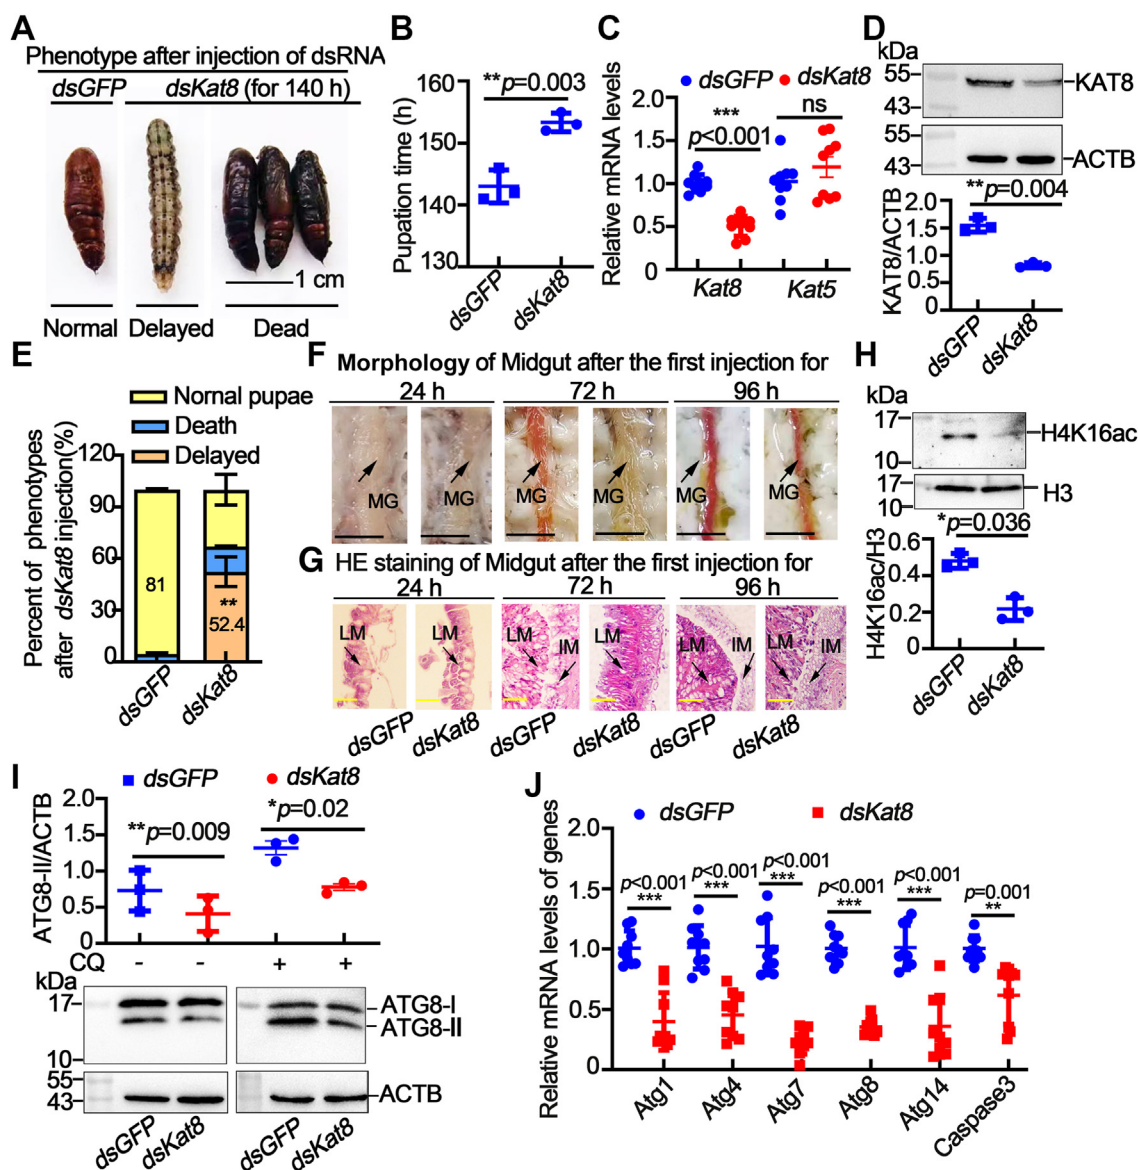 A
Phenotype after injection of dsRNA
dsGFP dsKat8 (for 140 h)
1 cm
Normal Delayed Dead
B
Pupation time (h)
160
150
140
130
**p=0.003
dsGFP dsKat8
C
Relative mRNA levels
dsGFP dsKat8
2.0
1.5
1.0
0.5
0
*** ns
p<0.001
Kat8 Kat5
D
kDa
55
43
KAT8
55
43
ACTB
**p=0.004
KAT8/ACTB
2.0
1.5
1.0
0.5
0.0
dsGFP dsKat8
E
Normal pupae
Death
Delayed
Percent of phenotypes
after dsKat8 injection(%)
120
90
60
30
0
81
**
52.4
dsGFP dsKat8
F
Morphology of Midgut after the first injection for
24 h 72 h 96 h
MG MG MG MG MG MG
G
HE staining of Midgut after the first injection for
24 h 72 h 96 h
LM LM LM IM LM LM IM LM IM
dsGFP dsKat8 dsGFP dsKat8 dsGFP dsKat8
H
kDa
17
10
H4K16ac
17
10
H3
*p=0.036
H4K16ac/H3
0.6
0.4
0.2
0.0
dsGFP dsKat8
I
dsGFP dsKat8
ATG8-II/ACTB
2.0
1.5
1.0
0.5
0
**p=0.009
*p=0.02
CQ - - + +
kDa
17
10
ATG8-I
ATG8-II
55
43
ACTB
dsGFP dsKat8 dsGFP dsKat8
J
dsGFP dsKat8
Relative mRNA levels of genes
2.0
1.5
1.0
0.5
0
p<0.001 p<0.001 p<0.001 p<0.001 p<0.001 p=0.001
*** *** *** *** *** **
Atg1 Atg4 Atg7 Atg8 Atg14 Caspase3